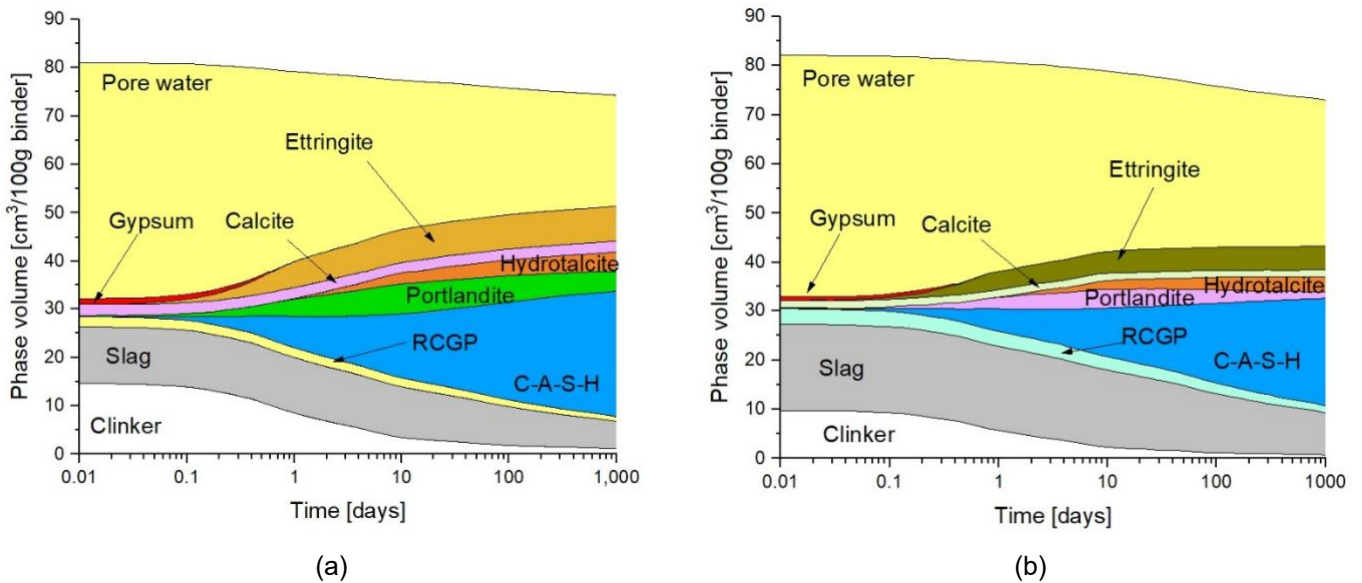 Phase volume [cm³/100g binder]
90
80
70
60
50
40
30
20
10
0
Pore water
Ettringite
Gypsum
Calcite
Hydrotalcite
Portlandite
RCGP
Slag
C-A-S-H
Clinker
0.01
0.1
1
10
100
1,000
Time [days]
(a)
Phase volume [cm³/100g binder]
90
80
70
60
50
40
30
20
10
0
Pore water
Ettringite
Gypsum
Calcite
Hydrotalcite
Portlandite
RCGP
Slag
C-A-S-H
Clinker
0.01
0.1
1
10
100
1000
Time [days]
(b)